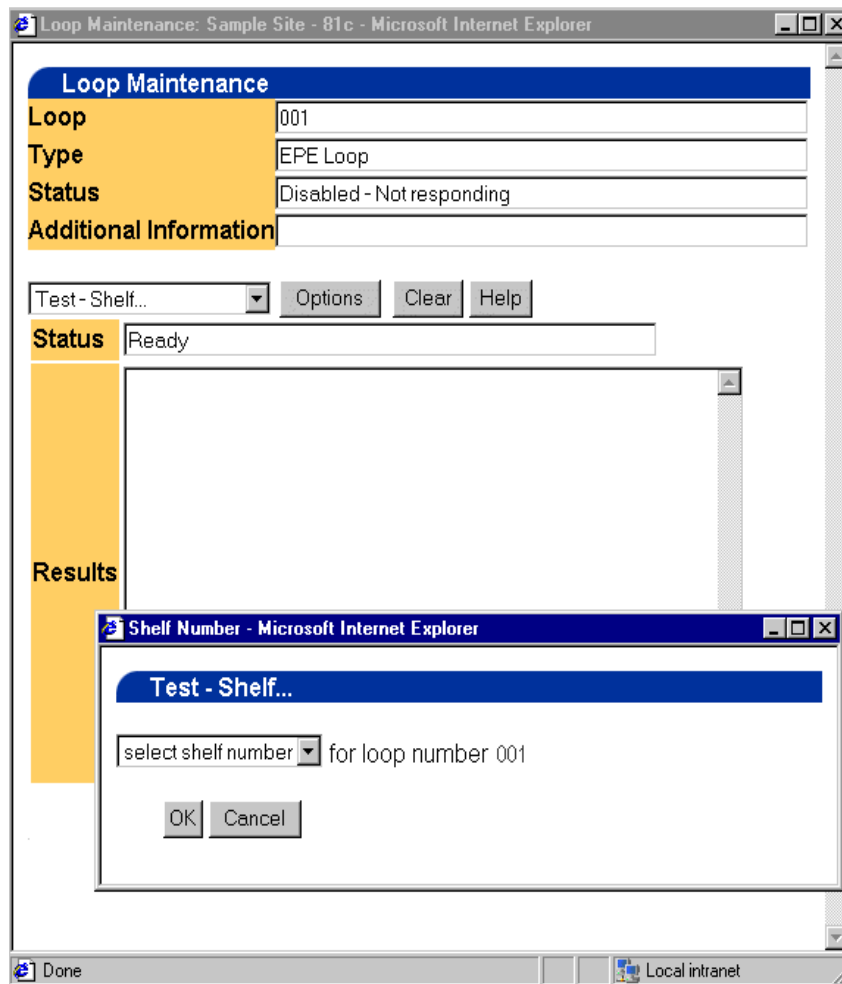 Loop Maintenance: Sample Site - 81c - Microsoft Internet Explorer
Loop Maintenance
Loop 001
Type EPE Loop
Status Disabled - Not responding
Additional Information
Test - Shelf... Options Clear Help
Status Ready
Results
Shelf Number - Microsoft Internet Explorer
Test - Shelf...
select shelf number for loop number 001
OK Cancel
Done Local intranet